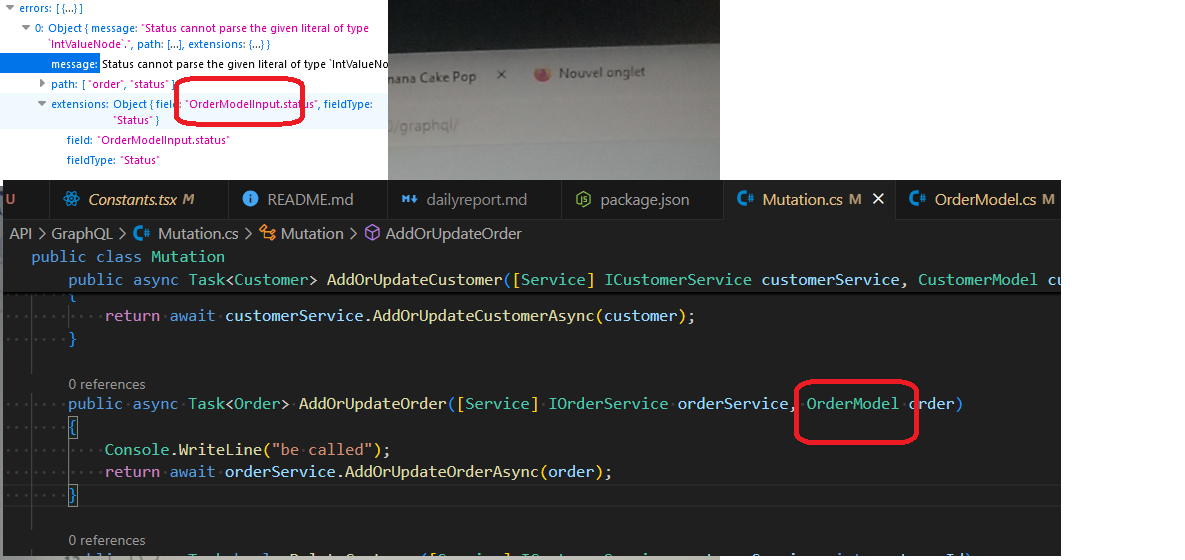 errors: [ {…} ]
0: Object { message: "Status cannot parse the given literal of type
`IntValueNode`.", path: […], extensions: {…} }
message: Status cannot parse the given literal of type `IntValueNo
path: [ "order", "status" ]
extensions: Object { field: "OrderModelInput.status", fieldType:
"Status" }
field: "OrderModelInput.status"
fieldType: "Status"
nana Cake Pop × Nouvel onglet
/graphql/
U Constants.tsx M README.md dailyreport.md package.json Mutation.cs M × OrderModel.cs M
API > GraphQL > Mutation.cs > Mutation > AddOrUpdateOrder
public class Mutation
public async Task<Customer> AddOrUpdateCustomer([Service] ICustomerService customerService, CustomerModel cu
{
return await customerService.AddOrUpdateCustomerAsync(customer);
}
0 references
public async Task<Order> AddOrUpdateOrder([Service] IOrderService orderService, OrderModel order)
{
Console.WriteLine("be called");
return await orderService.AddOrUpdateOrderAsync(order);
}
0 references